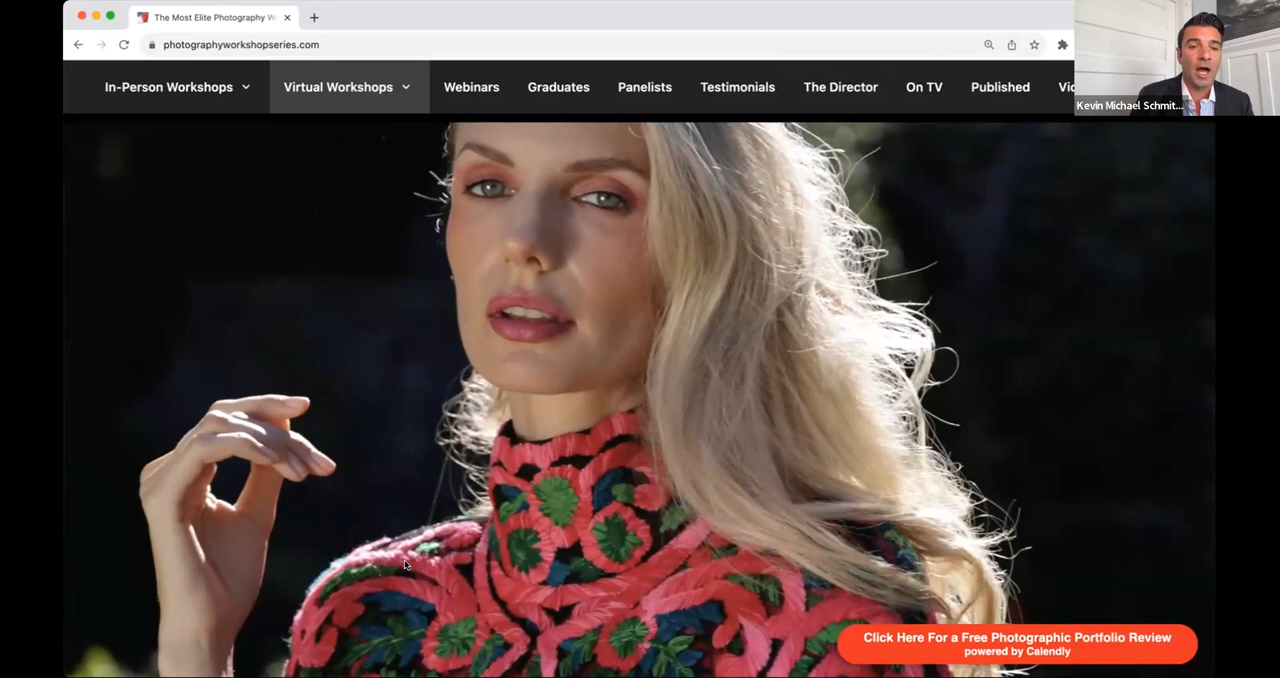 The Most Elite Photography W
photographyworkshopseries.com
In-Person Workshops
Virtual Workshops
Webinars
Graduates
Panelists
Testimonials
The Director
On TV
Published
Kevin Michael Schmit...
Click Here For a Free Photographic Portfolio Review
powered by Calendly